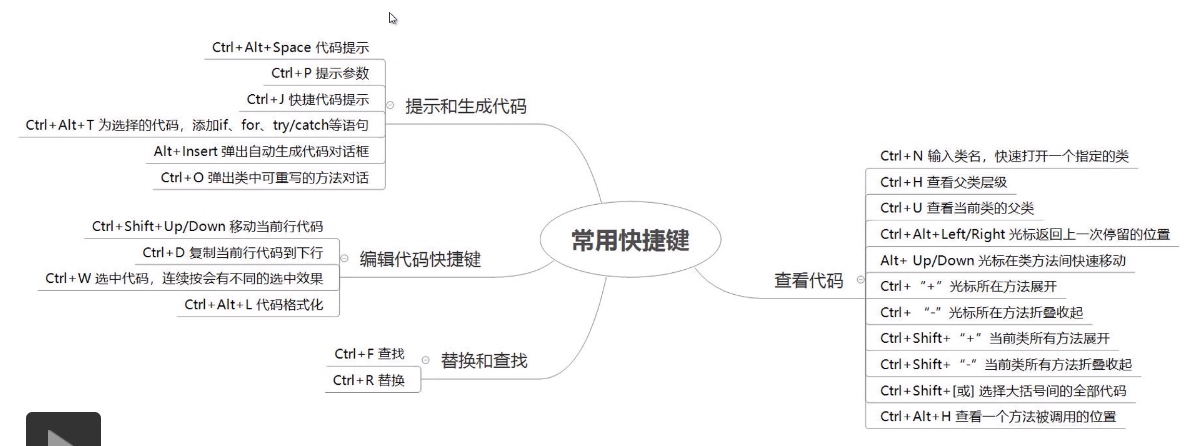 常用快捷键
提示和生成代码
Ctrl+Alt+Space 代码提示
Ctrl+P 提示参数
Ctrl+J 快捷代码提示
Ctrl+Alt+T 为选择的代码，添加if、for、try/catch等语句
Alt+Insert 弹出自动生成代码对话框
Ctrl+O 弹出类中可重写的方法对话
编辑代码快捷键
Ctrl+Shift+Up/Down 移动当前行代码
Ctrl+D 复制当前行代码到下行
Ctrl+W 选中代码，连续按会有不同的选中效果
Ctrl+Alt+L 代码格式化
替换和查找
Ctrl+F 查找
Ctrl+R 替换
查看代码
Ctrl+N 输入类名，快速打开一个指定的类
Ctrl+H 查看父类层级
Ctrl+U 查看当前类的父类
Ctrl+Alt+Left/Right 光标返回上一次停留的位置
Alt+ Up/Down 光标在类方法间快速移动
Ctrl+“+”光标所在方法展开
Ctrl+ “-”光标所在方法折叠收起
Ctrl+Shift+“+”当前类所有方法展开
Ctrl+Shift+“-”当前类所有方法折叠收起
Ctrl+Shift+[或] 选择大括号间的全部代码
Ctrl+Alt+H 查看一个方法被调用的位置